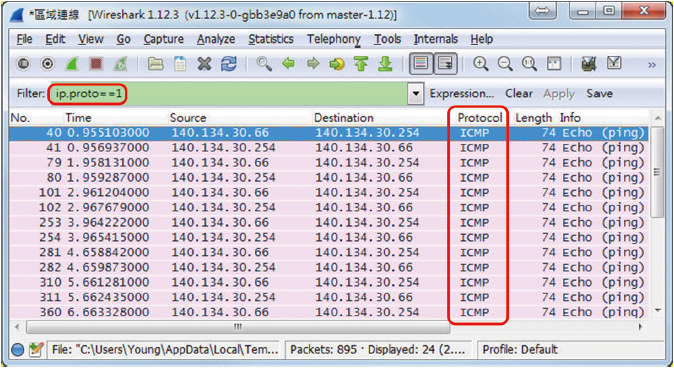 *區域連線 [Wireshark 1.12.3 (v1.12.3-0-gbb3e9a0 from master-1.12)]
File Edit View Go Capture Analyze Statistics Telephony Tools Internals Help
Filter: ip.proto==1 Expression... Clear Apply Save
No. Time Source Destination Protocol Length Info
40 0.955103000 140.134.30.66 140.134.30.254 ICMP 74 Echo (ping)
41 0.956937000 140.134.30.254 140.134.30.66 ICMP 74 Echo (ping)
79 1.958131000 140.134.30.66 140.134.30.254 ICMP 74 Echo (ping)
80 1.959287000 140.134.30.254 140.134.30.66 ICMP 74 Echo (ping)
101 2.961204000 140.134.30.66 140.134.30.254 ICMP 74 Echo (ping)
102 2.967679000 140.134.30.254 140.134.30.66 ICMP 74 Echo (ping)
253 3.964222000 140.134.30.66 140.134.30.254 ICMP 74 Echo (ping)
254 3.965415000 140.134.30.254 140.134.30.66 ICMP 74 Echo (ping)
281 4.658842000 140.134.30.66 140.134.30.254 ICMP 74 Echo (ping)
282 4.659873000 140.134.30.254 140.134.30.66 ICMP 74 Echo (ping)
310 5.661281000 140.134.30.66 140.134.30.254 ICMP 74 Echo (ping)
311 5.662435000 140.134.30.254 140.134.30.66 ICMP 74 Echo (ping)
360 6.663328000 140.134.30.66 140.134.30.254 ICMP 74 Echo (ping)
File: "C:\Users\Young\AppData\Local\Tem... Packets: 895 · Displayed: 24 (2.... Profile: Default